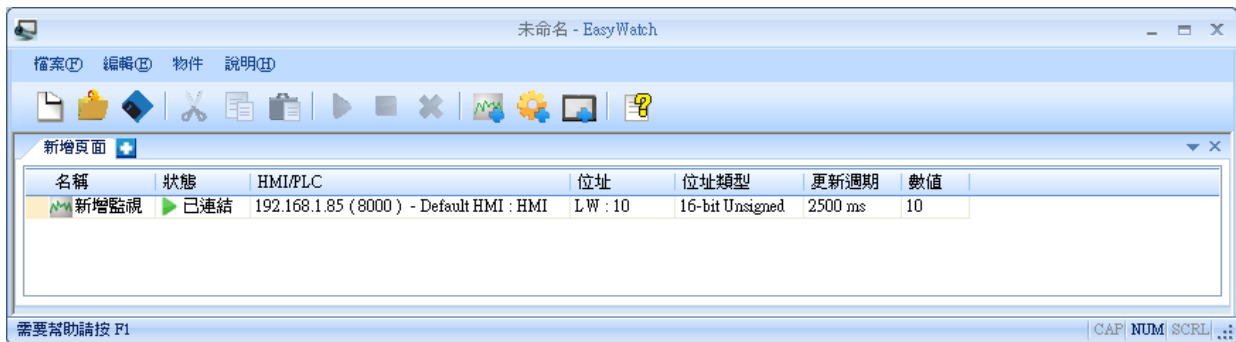 未命名 - EasyWatch
檔案(F) 編輯(E) 物件 說明(H)
新增頁面
名稱 狀態 HMI/PLC 位址 位址類型 更新週期 數值
新增監視 已連結 192.168.1.85 ( 8000 ) - Default HMI : HMI LW : 10 16-bit Unsigned 2500 ms 10
需要幫助請按 F1 CAP NUM SCRL